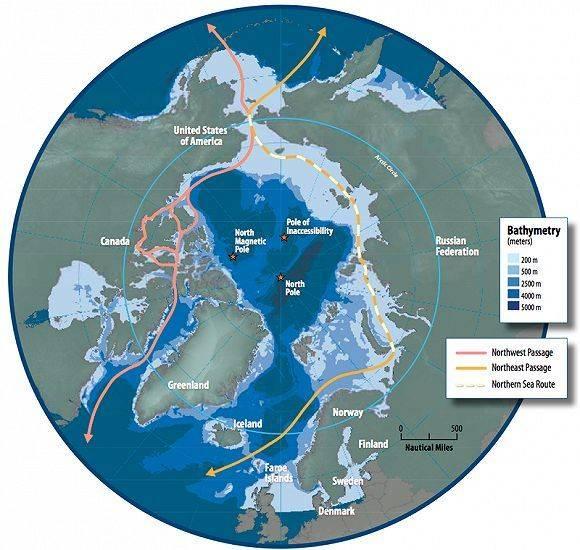 United States
of America
Arctic Circle
Canada
North
Magnetic
Pole
Pole of
Inaccessibility
North
Pole
Russian
Federation
Greenland
Iceland
Norway
Finland
Faroe
Islands
Sweden
Denmark
0
500
Nautical Miles
Bathymetry
(meters)
200 m
500 m
2500 m
4000 m
5000 m
Northwest Passage
Northeast Passage
Northern Sea Route